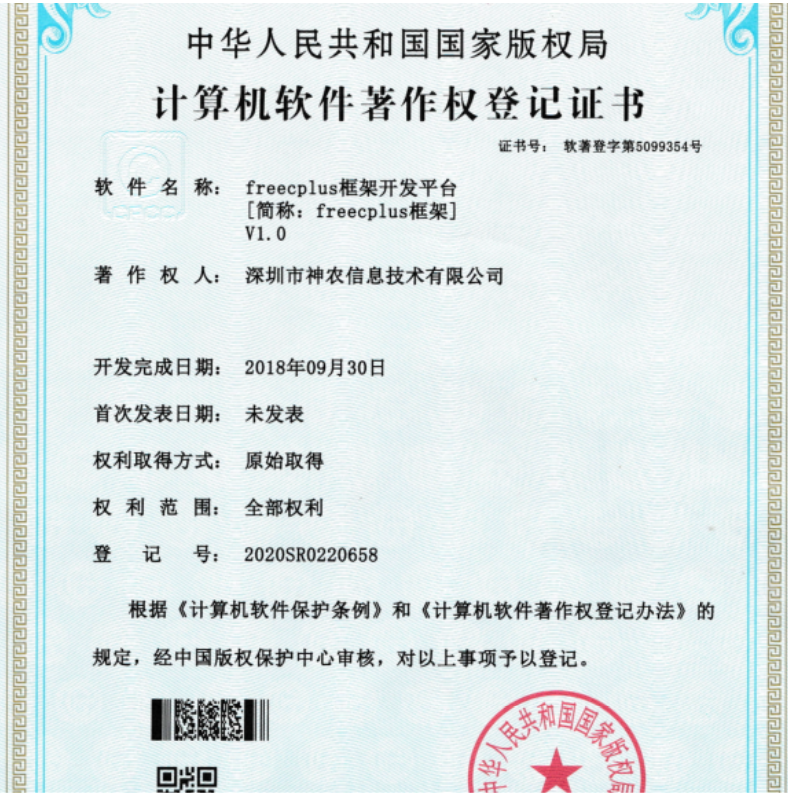 中华人民共和国国家版权局
计算机软件著作权登记证书
证书号: 软著登字第5099354号
CPCC
软件名称: freecplus框架开发平台
[简称: freecplus框架]
V1.0
著作权人: 深圳市神农信息技术有限公司
开发完成日期: 2018年09月30日
首次发表日期: 未发表
权利取得方式: 原始取得
权利范围: 全部权利
登记号: 2020SR0220658
根据《计算机软件保护条例》和《计算机软件著作权登记办法》的
规定，经中国版权保护中心审核，对以上事项予以登记。
中华人民共和国国家版权局